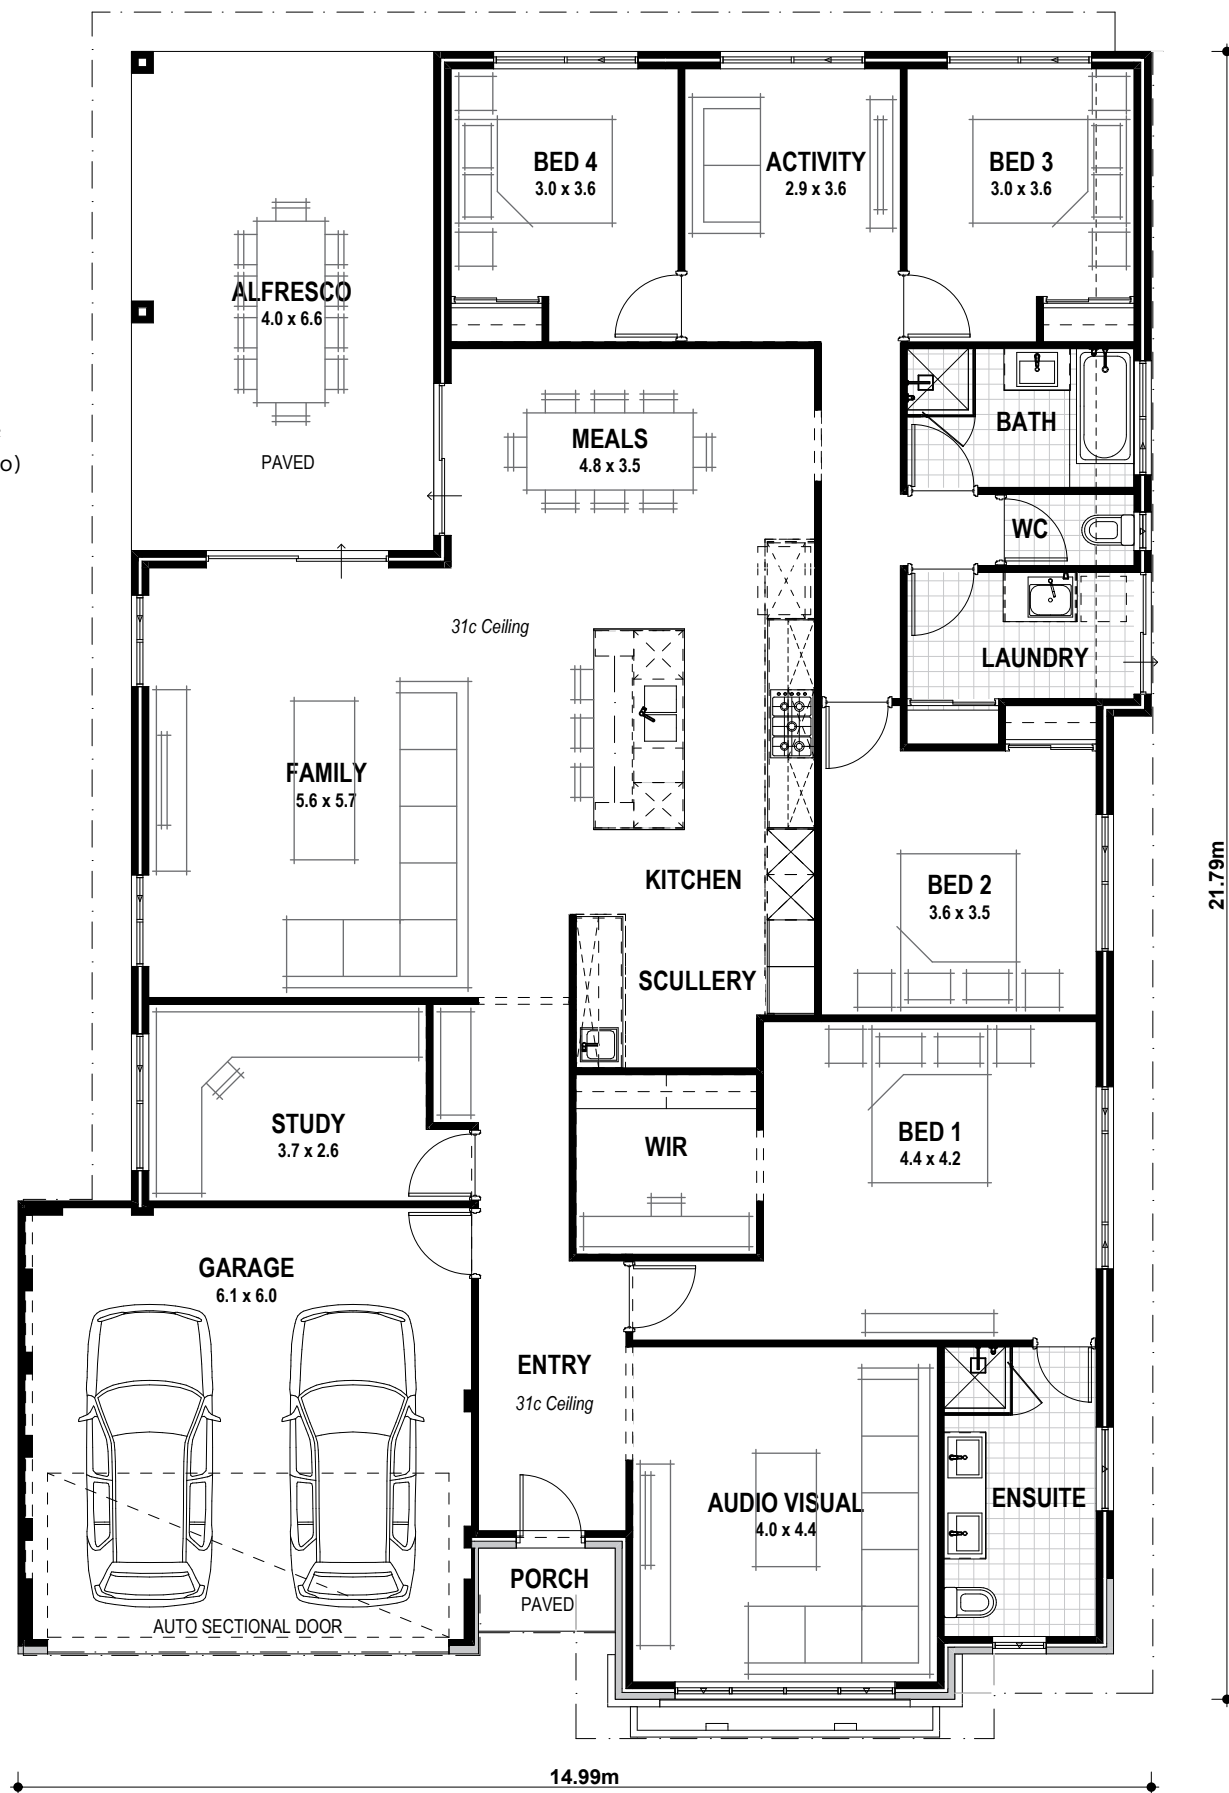 BED 4
3.0 x 3.6
ACTIVITY
2.9 x 3.6
BED 3
3.0 x 3.6
ALFRESCO
4.0 x 6.6
PAVED
o)
MEALS
4.8 x 3.5
BATH
WC
LAUNDRY
31c Ceiling
FAMILY
5.6 x 5.7
KITCHEN
SCULLERY
BED 2
3.6 x 3.5
21.79m
STUDY
3.7 x 2.6
WIR
BED 1
4.4 x 4.2
GARAGE
6.1 x 6.0
ENTRY
31c Ceiling
AUDIO VISUAL
4.0 x 4.4
ENSUITE
PORCH
PAVED
AUTO SECTIONAL DOOR
14.99m